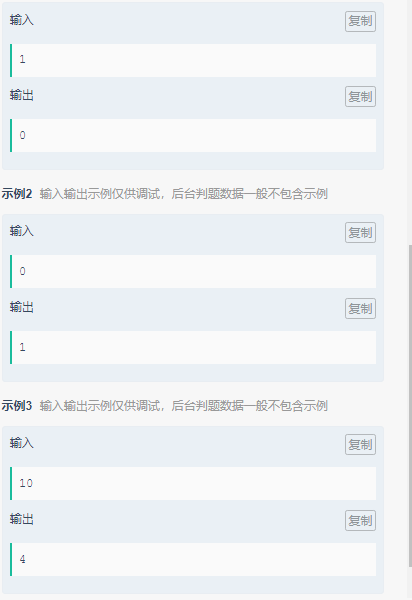 输入
复制
1
输出
复制
0
示例2 输入输出示例仅供调试，后台判题数据一般不包含示例
输入
复制
0
输出
复制
1
示例3 输入输出示例仅供调试，后台判题数据一般不包含示例
输入
复制
10
输出
复制
4